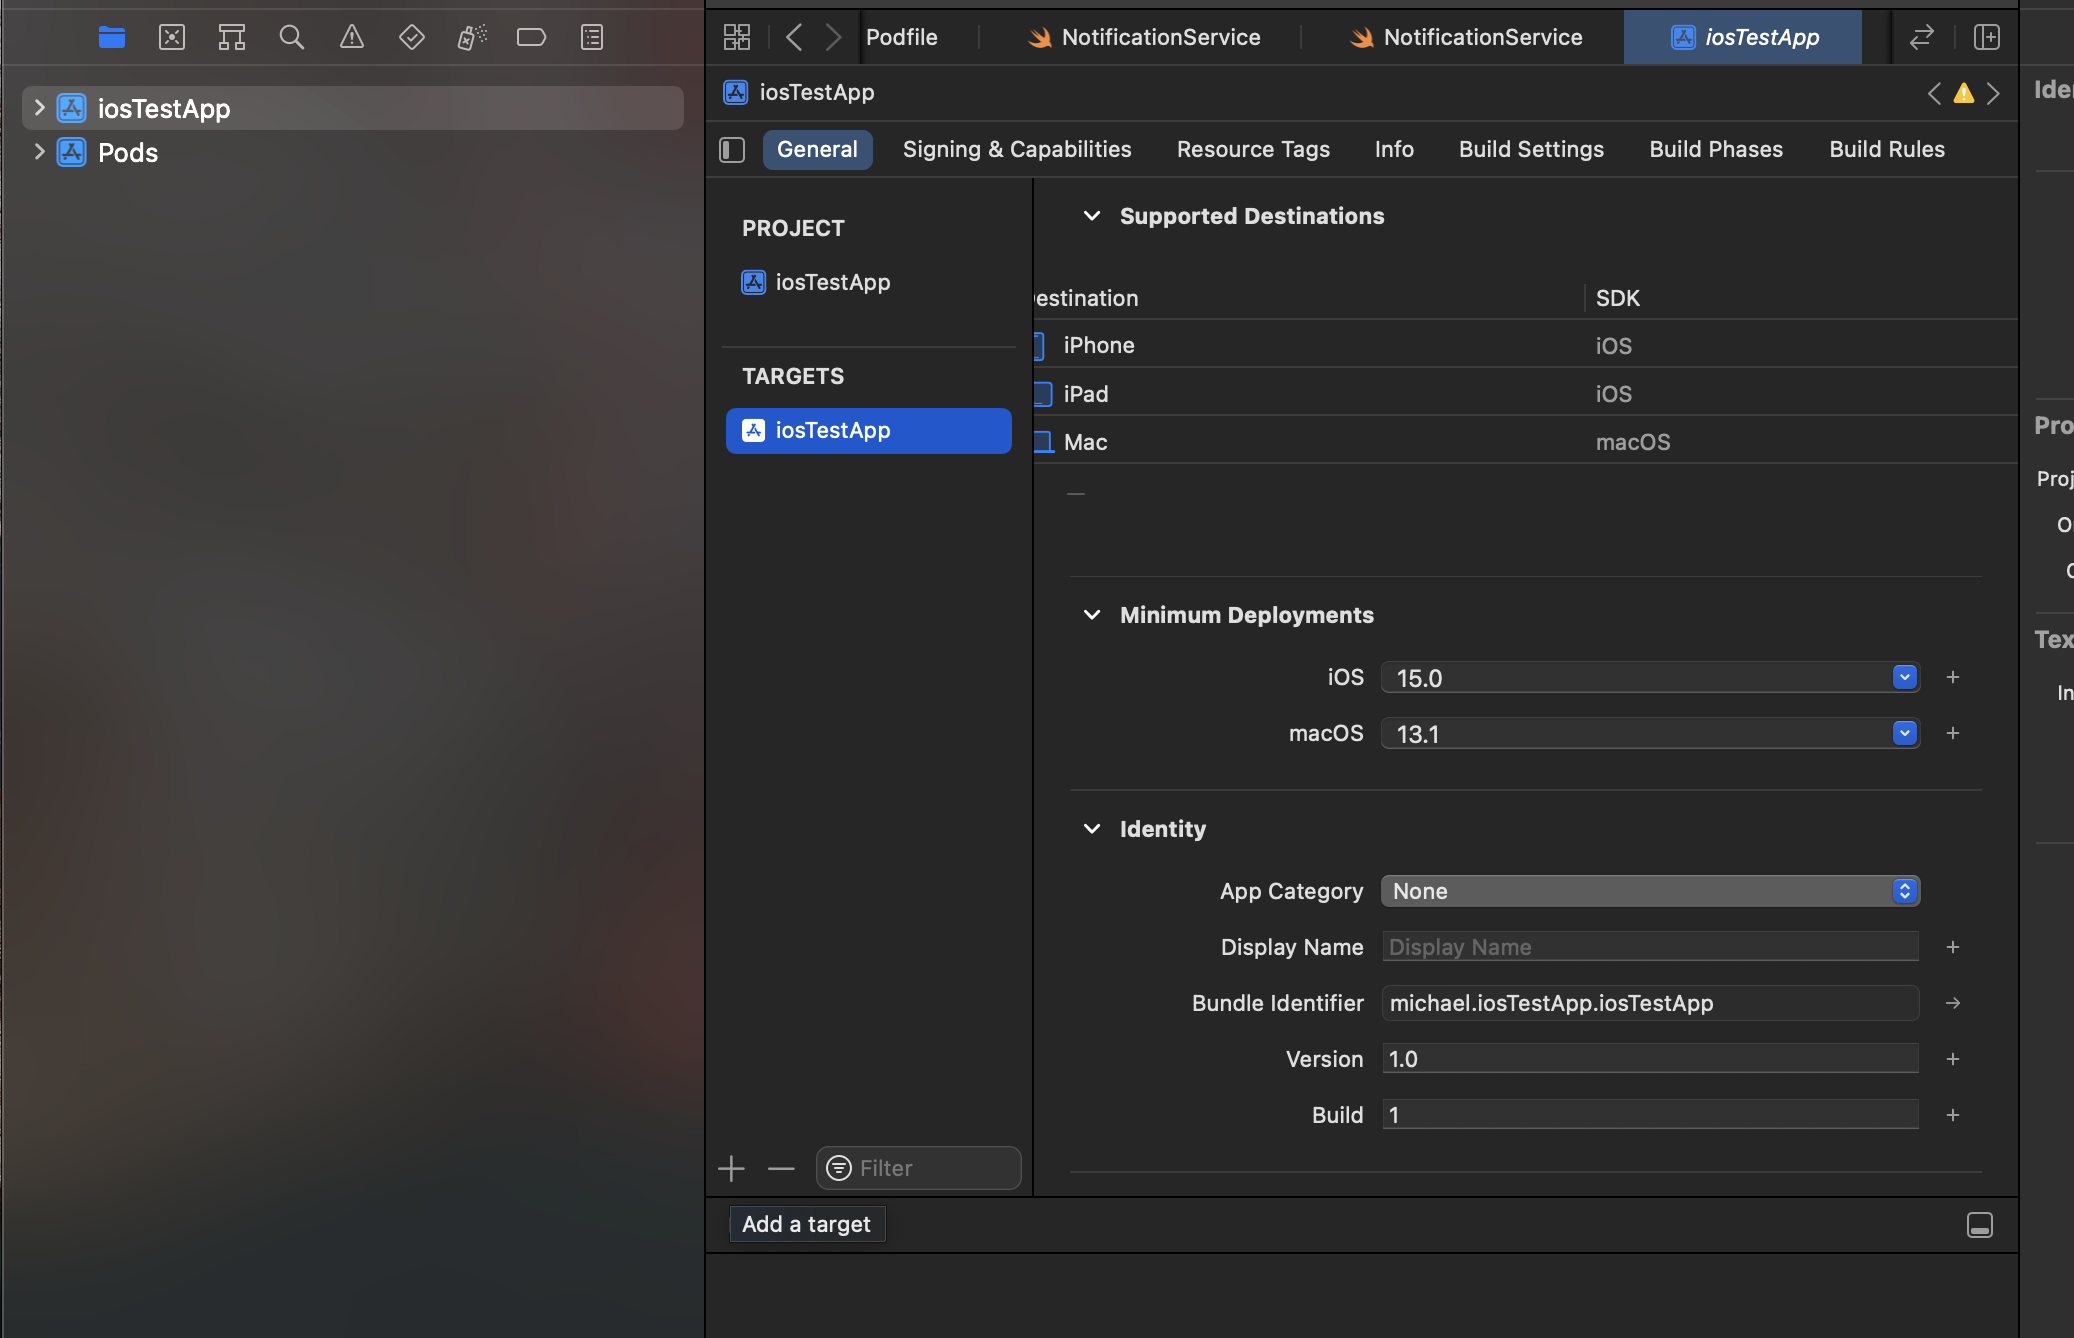 Podfile
NotificationService
NotificationService
iosTestApp
iosTestApp
Pods
iosTestApp
General
Signing & Capabilities
Resource Tags
Info
Build Settings
Build Phases
Build Rules
PROJECT
iosTestApp
TARGETS
iosTestApp
Filter
Add a target
Supported Destinations
estination
SDK
iPhone
iOS
iPad
iOS
Mac
macOS
Minimum Deployments
iOS
15.0
macOS
13.1
Identity
App Category
None
Display Name
Display Name
Bundle Identifier
michael.iosTestApp.iosTestApp
Version
1.0
Build
1
Ide
Pro
Proj
Tex
In